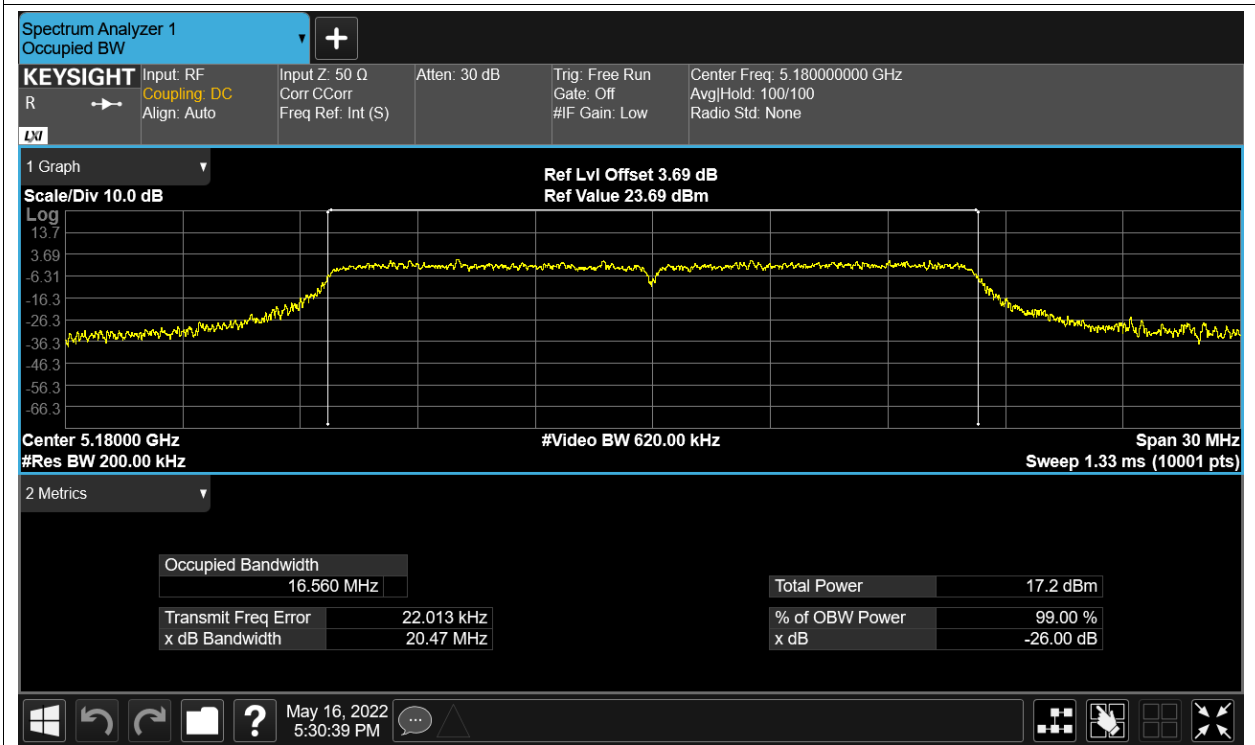 Spectrum Analyzer 1
Occupied BW
KEYSIGHT Input: RF Input Z: 50 Ω Atten: 30 dB Trig: Free Run Center Freq: 5.180000000 GHz
R Coupling: DC Corr CCorr Gate: Off Avg|Hold: 100/100
Align: Auto Freq Ref: Int (S) #IF Gain: Low Radio Std: None
LXI
1 Graph
Ref Lvl Offset 3.69 dB
Scale/Div 10.0 dB Ref Value 23.69 dBm
Log
13.7
3.69
-6.31
-16.3
-26.3
-36.3
-46.3
-56.3
-66.3
Center 5.18000 GHz #Video BW 620.00 kHz Span 30 MHz
#Res BW 200.00 kHz Sweep 1.33 ms (10001 pts)
2 Metrics
Occupied Bandwidth
16.560 MHz Total Power 17.2 dBm
Transmit Freq Error 22.013 kHz % of OBW Power 99.00 %
x dB Bandwidth 20.47 MHz x dB -26.00 dB
? May 16, 2022
5:30:39 PM